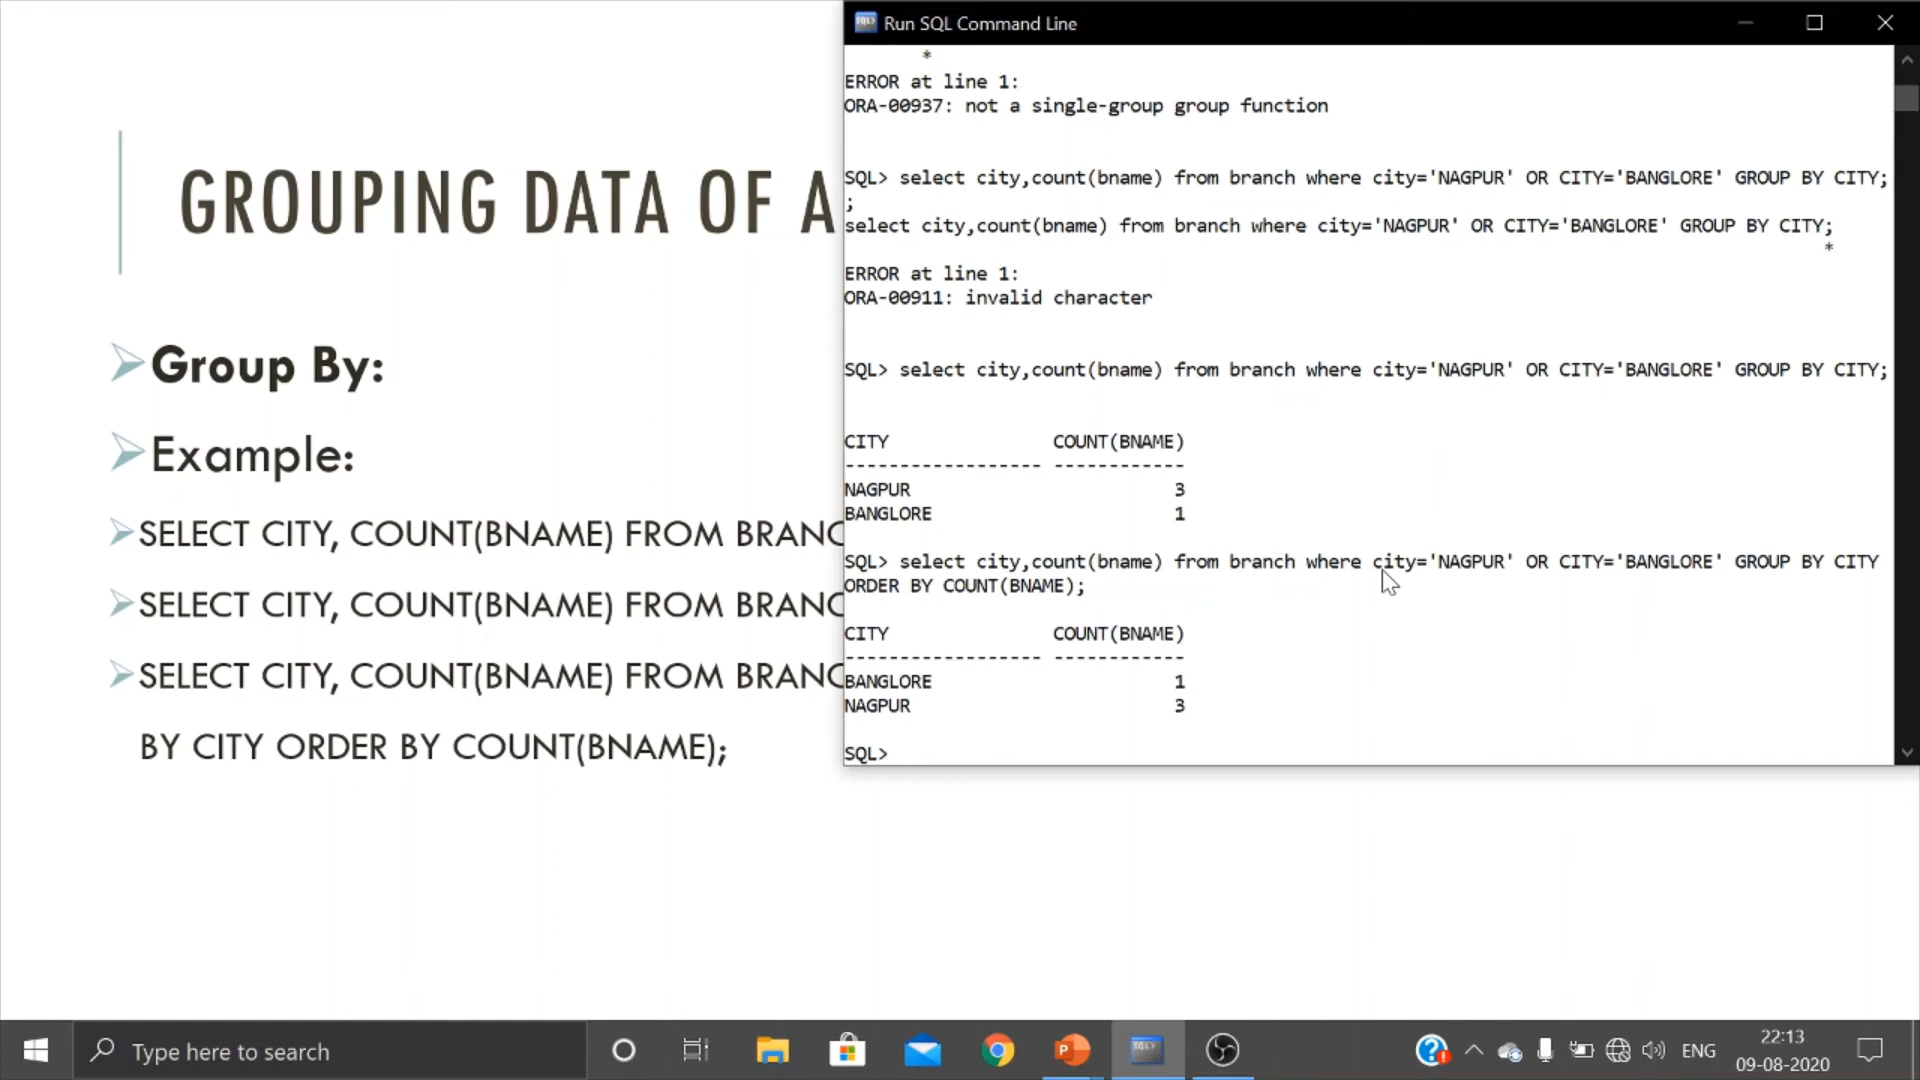 GROUPING DATA OF A
Group By:
Example:
SELECT CITY, COUNT(BNAME) FROM BRANC
SELECT CITY, COUNT(BNAME) FROM BRANC
SELECT CITY, COUNT(BNAME) FROM BRANC
BY CITY ORDER BY COUNT(BNAME);
Run SQL Command Line
*
ERROR at line 1:
ORA-00937: not a single-group group function
SQL> select city,count(bname) from branch where city='NAGPUR' OR CITY='BANGLORE' GROUP BY CITY;
;
select city,count(bname) from branch where city='NAGPUR' OR CITY='BANGLORE' GROUP BY CITY;
*
ERROR at line 1:
ORA-00911: invalid character
SQL> select city,count(bname) from branch where city='NAGPUR' OR CITY='BANGLORE' GROUP BY CITY;
CITY COUNT(BNAME)
------------------ ------------
NAGPUR 3
BANGLORE 1
SQL> select city,count(bname) from branch where city='NAGPUR' OR CITY='BANGLORE' GROUP BY CITY
ORDER BY COUNT(BNAME);
CITY COUNT(BNAME)
------------------ ------------
BANGLORE 1
NAGPUR 3
SQL>
Type here to search
ENG
22:13
09-08-2020